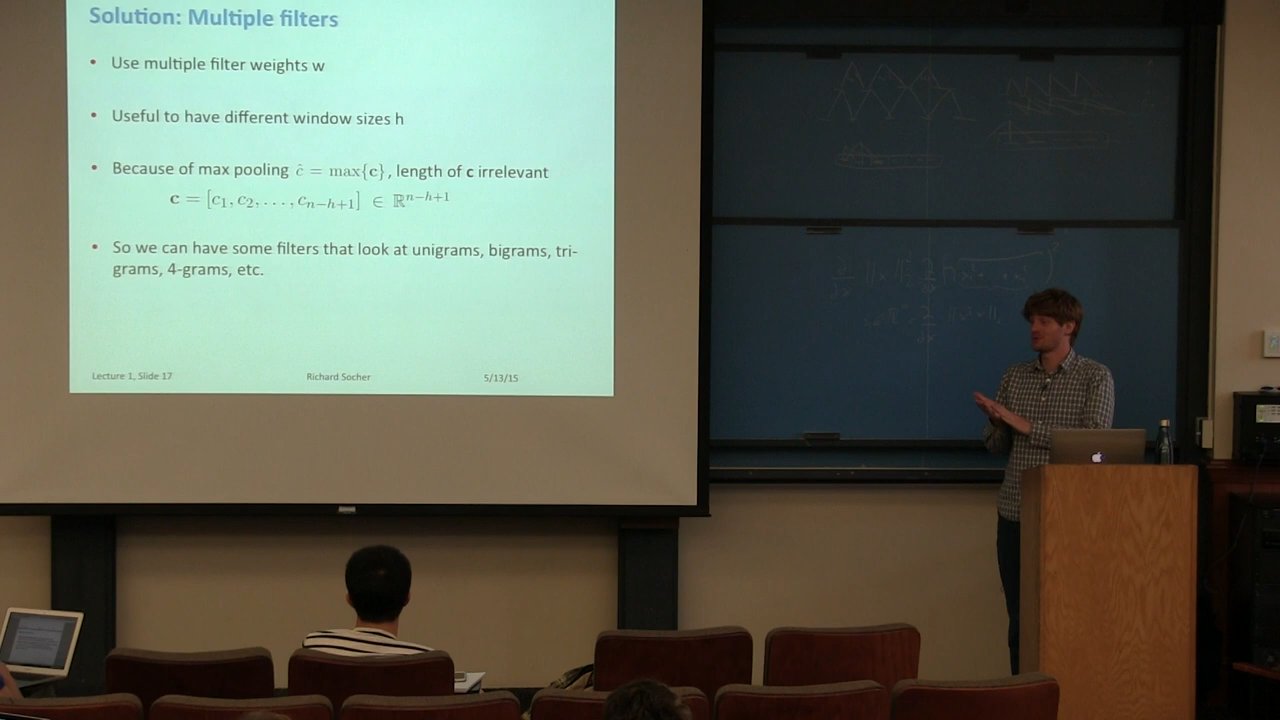 Solution: Multiple filters
• Use multiple filter weights w
• Useful to have different window sizes h
• Because of max pooling ĉ = max{c}, length of c irrelevant
c = [c₁, c₂, . . . , cₙ₋ₕ₊₁] ∈ ℝⁿ⁻ʰ⁺¹
• So we can have some filters that look at unigrams, bigrams, tri-
grams, 4-grams, etc.
Lecture 1, Slide 17 Richard Socher 5/13/15